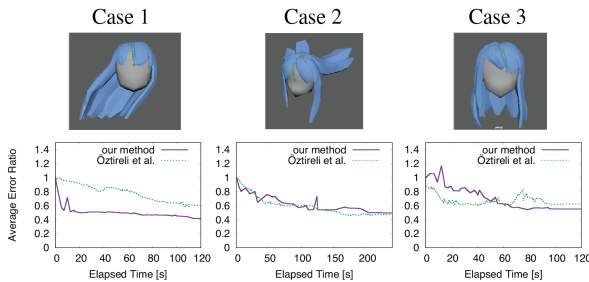 Case 1
Case 2
Case 3
Average Error Ratio
1.4
1.2
1
0.8
0.6
0.4
0.2
0
our method
Öztireli et al.
0 20 40 60 80 100 120
Elapsed Time [s]
1.4
1.2
1
0.8
0.6
0.4
0.2
0
our method
Öztireli et al.
0 50 100 150 200
Elapsed Time [s]
1.4
1.2
1
0.8
0.6
0.4
0.2
0
our method
Öztireli et al.
0 20 40 60 80 100 120
Elapsed Time [s]